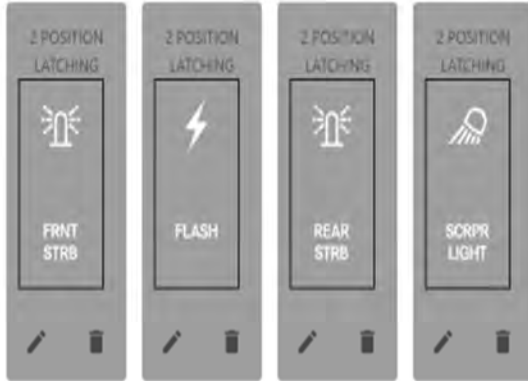 2 POSITION
LATCHING
FRNT
STRB
2 POSITION
LATCHING
FLASH
2 POSITION
LATCHING
REAR
STRB
2 POSITION
LATCHING
SCRPR
LIGHT